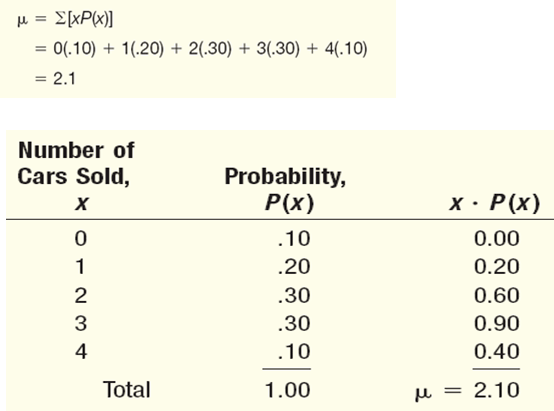 μ = Σ[xP(x)]
= 0(.10) + 1(.20) + 2(.30) + 3(.30) + 4(.10)
= 2.1
Number of
Cars Sold, Probability,
x P(x) x · P(x)
0 .10 0.00
1 .20 0.20
2 .30 0.60
3 .30 0.90
4 .10 0.40
Total 1.00 μ = 2.10